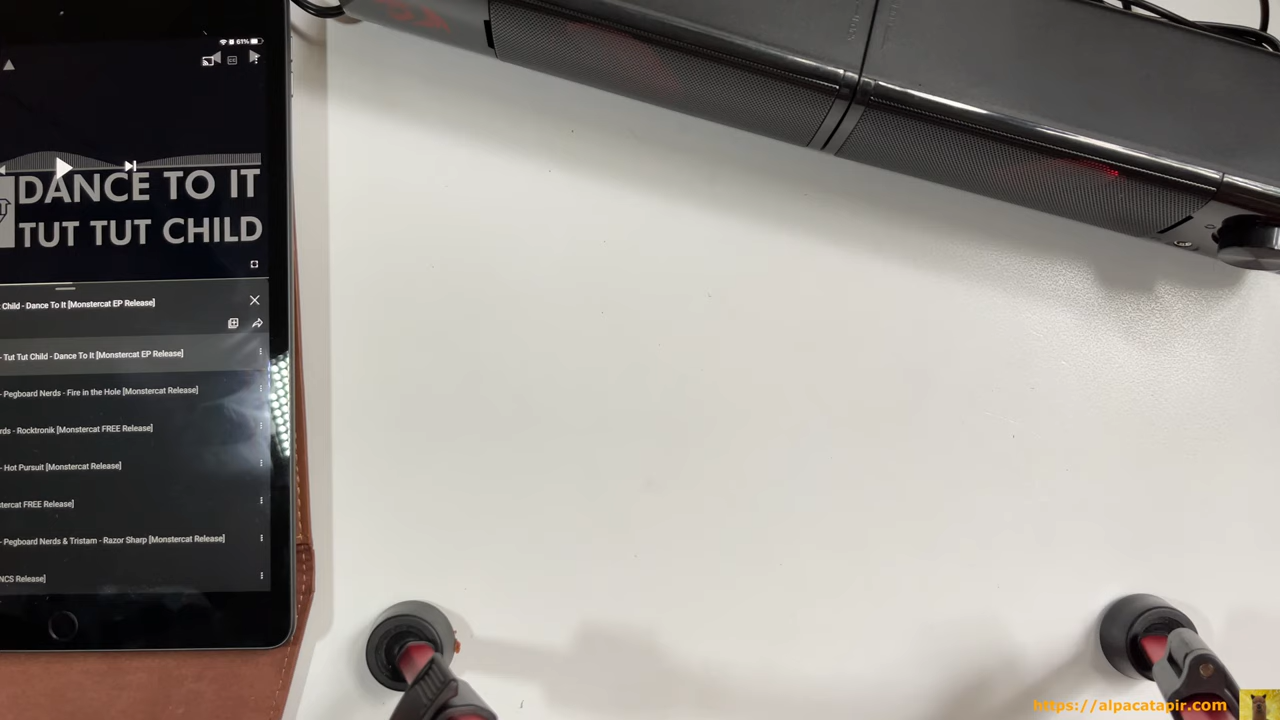 61%
DANCE TO IT
TUT TUT CHILD
Child - Dance To It [Monstercat EP Release]
- Tut Tut Child - Dance To It [Monstercat EP Release]
- Pegboard Nerds - Fire in the Hole [Monstercat Release]
rds - Rocktronik [Monstercat FREE Release]
- Hot Pursuit [Monstercat Release]
stercat FREE Release]
- Pegboard Nerds & Tristam - Razor Sharp [Monstercat Release]
NCS Release]
https://alpacatapir.com